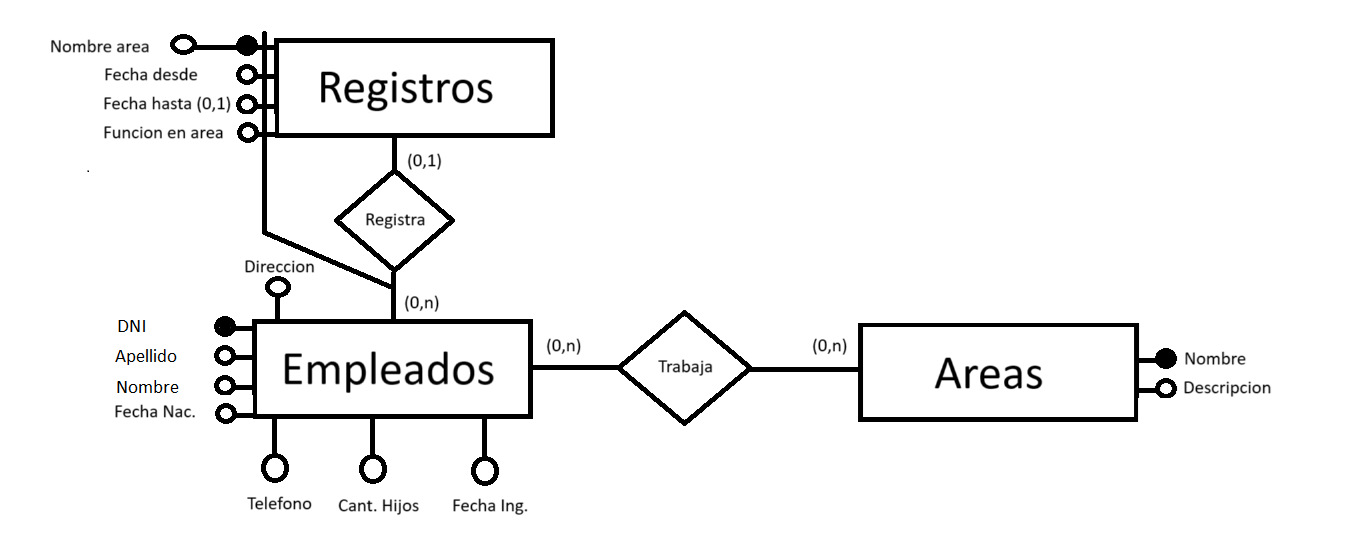 Nombre area
Fecha desde
Fecha hasta (0,1)
Funcion en area
Registros
(0,1)
Registra
(0,n)
Direccion
DNI
Apellido
Nombre
Fecha Nac.
Empleados
(0,n)
Trabaja
(0,n)
Areas
Nombre
Descripcion
Telefono
Cant. Hijos
Fecha Ing.